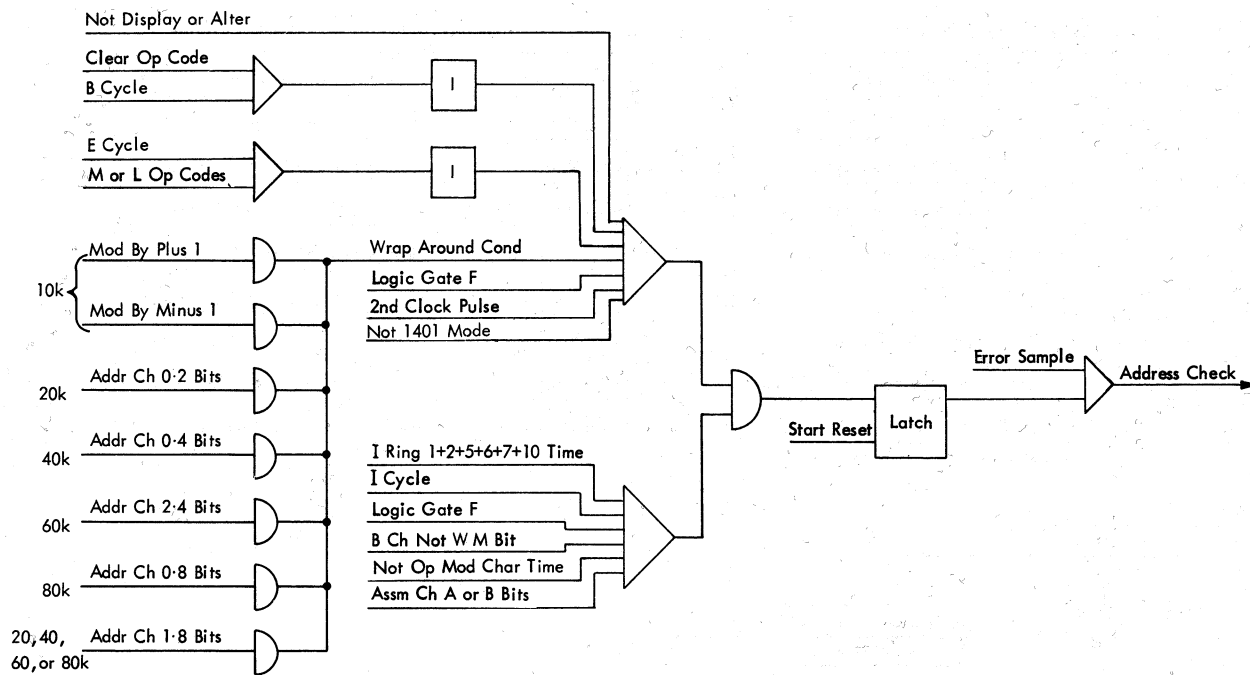 Not Display or Alter
Clear Op Code
B Cycle
I
E Cycle
M or L Op Codes
I
Mod By Plus 1
Wrap Around Cond
10k
Logic Gate F
Mod By Minus 1
2nd Clock Pulse
Not 1401 Mode
Error Sample
Address Check
Addr Ch 0·2 Bits
20k
Addr Ch 0·4 Bits
40k
Start Reset
Latch
I Ring 1+2+5+6+7+10 Time
I Cycle
Addr Ch 2·4 Bits
60k
Logic Gate F
B Ch Not W M Bit
Not Op Mod Char Time
Addr Ch 0·8 Bits
80k
Assm Ch A or B Bits
20, 40,
60, or 80k
Addr Ch 1·8 Bits